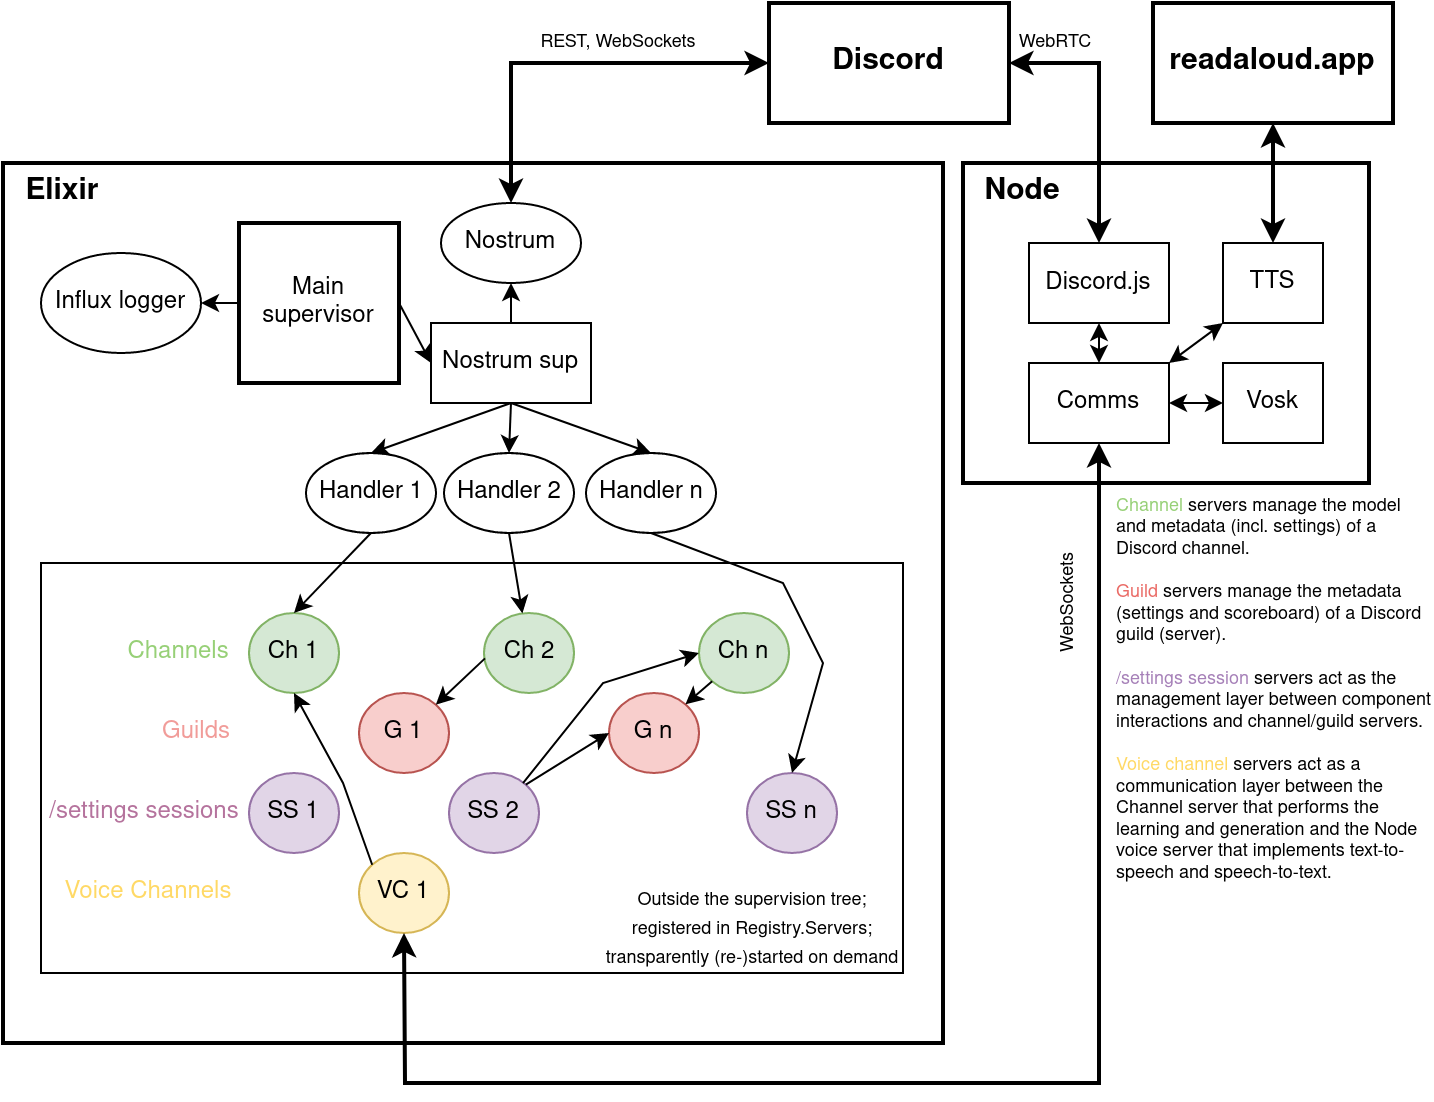 REST, WebSockets
Discord
WebRTC
readaloud.app
Elixir
Node
Nostrum
Main
supervisor
Influx logger
Nostrum sup
Discord.js
TTS
Comms
Vosk
Handler 1
Handler 2
Handler n
Channels
Ch 1
Ch 2
Ch n
Guilds
G 1
G n
/settings sessions
SS 1
SS 2
SS n
Voice Channels
VC 1
Outside the supervision tree;
registered in Registry.Servers;
transparently (re-)started on demand
WebSockets
Channel servers manage the model
and metadata (incl. settings) of a
Discord channel.
Guild servers manage the metadata
(settings and scoreboard) of a Discord
guild (server).
/settings session servers act as the
management layer between component
interactions and channel/guild servers.
Voice channel servers act as a
communication layer between the
Channel server that performs the
learning and generation and the Node
voice server that implements text-to-
speech and speech-to-text.